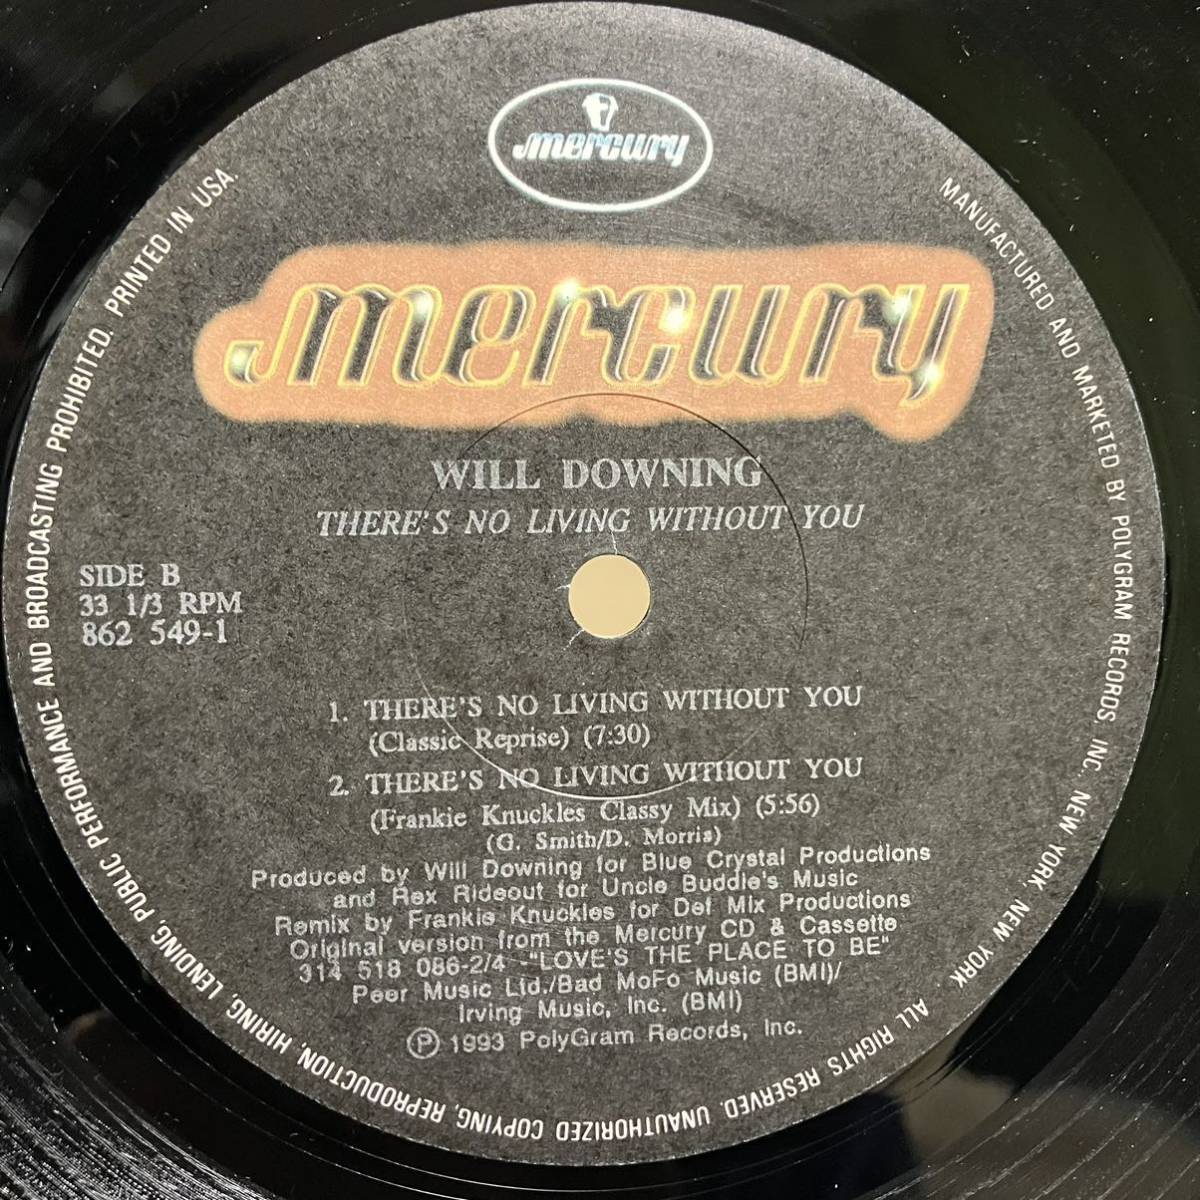 mercury
mercury
WILL DOWNING
THERE'S NO LIVING WITHOUT YOU
SIDE B
33 1/3 RPM
862 549-1
1. THERE'S NO LIVING WITHOUT YOU
(Classic Reprise) (7:30)
2. THERE'S NO LIVING WITHOUT YOU
(Frankie Knuckles Classy Mix) (5:56)
(G. Smith/D. Morris)
Produced by Will Downing for Blue Crystal Productions
and Rex Rideout for Uncle Buddie's Music
Remix by Frankie Knuckles for Def Mix Productions
Original version from the Mercury CD & Cassette
314 518 086-2/4 "LOVE'S THE PLACE TO BE"
Peer Music Ltd./Bad MoFo Music (BMI)/
Irving Music, Inc. (BMI)
Ⓟ 1993 PolyGram Records, Inc.
MANUFACTURED AND MARKETED BY POLYGRAM RECORDS, INC., NEW YORK, NEW YORK. ALL RIGHTS RESERVED. UNAUTHORIZED COPYING, REPRODUCTION, HIRING, LENDING, PUBLIC PERFORMANCE AND BROADCASTING PROHIBITED. PRINTED IN USA.